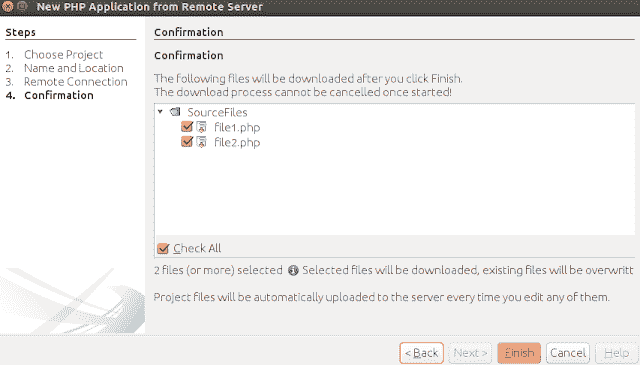 New PHP Application from Remote Server
Steps
1. Choose Project
2. Name and Location
3. Remote Connection
4. Confirmation
Confirmation
Confirmation
The following files will be downloaded after you click Finish.
The download process cannot be cancelled once started!
SourceFiles
file1.php
file2.php
Check All
2 files (or more) selected Selected files will be downloaded, existing files will be overwritt
Project files will be automatically uploaded to the server every time you edit any of them.
< Back Next > Finish Cancel Help